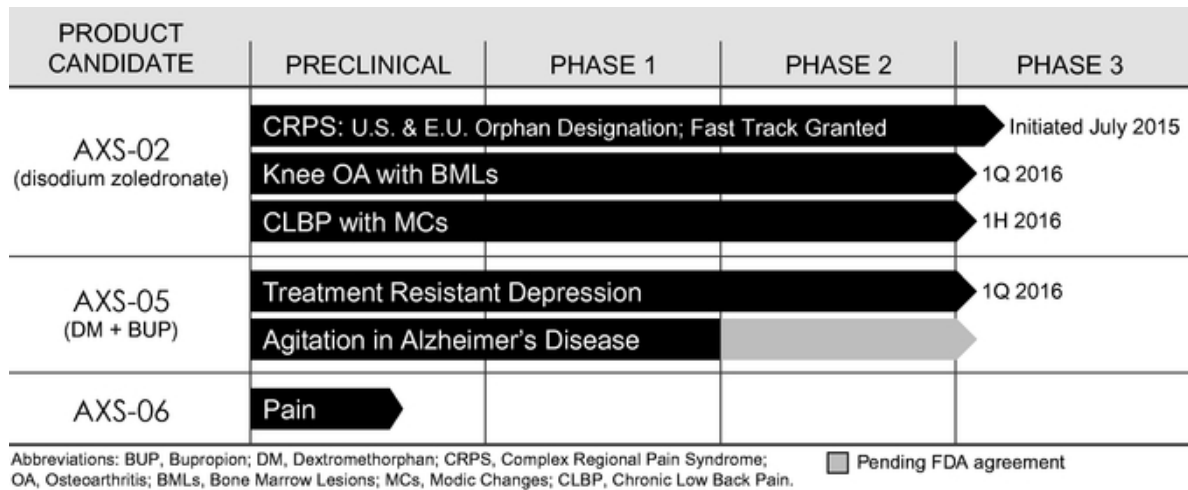 PRODUCT
CANDIDATE
PRECLINICAL
PHASE 1
PHASE 2
PHASE 3
AXS-02
(disodium zoledronate)
CRPS: U.S. & E.U. Orphan Designation; Fast Track Granted
Initiated July 2015
Knee OA with BMLs
1Q 2016
CLBP with MCs
1H 2016
AXS-05
(DM + BUP)
Treatment Resistant Depression
1Q 2016
Agitation in Alzheimer's Disease
AXS-06
Pain
Abbreviations: BUP, Bupropion; DM, Dextromethorphan; CRPS, Complex Regional Pain Syndrome;
OA, Osteoarthritis; BMLs, Bone Marrow Lesions; MCs, Modic Changes; CLBP, Chronic Low Back Pain.
Pending FDA agreement